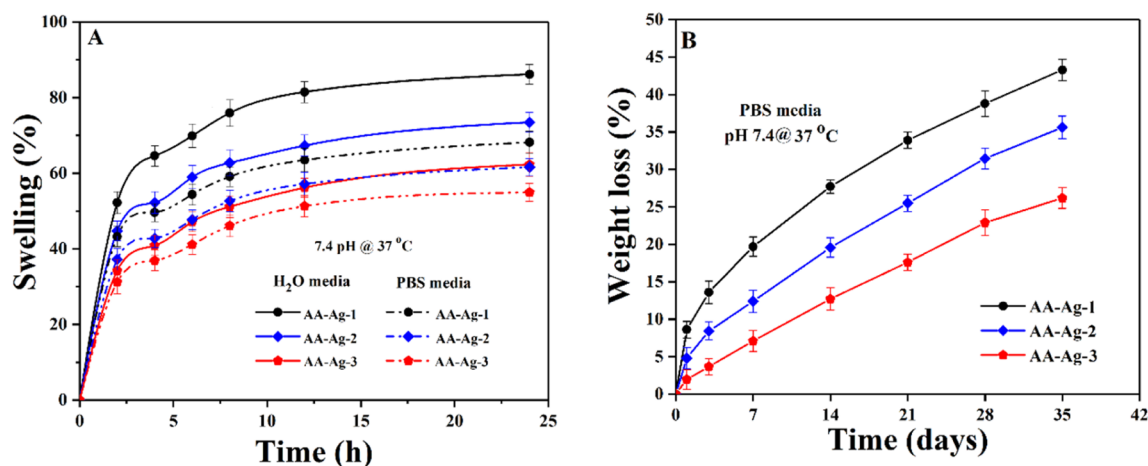 A
Swelling (%)
100
80
60
40
20
0
7.4 pH @ 37 °C
H₂O media PBS media
AA-Ag-1 AA-Ag-1
AA-Ag-2 AA-Ag-2
AA-Ag-3 AA-Ag-3
0 5 10 15 20 25
Time (h)
B
Weight loss (%)
50
45
40
35
30
25
20
15
10
5
0
PBS media
pH 7.4@ 37 °C
AA-Ag-1
AA-Ag-2
AA-Ag-3
0 7 14 21 28 35 42
Time (days)